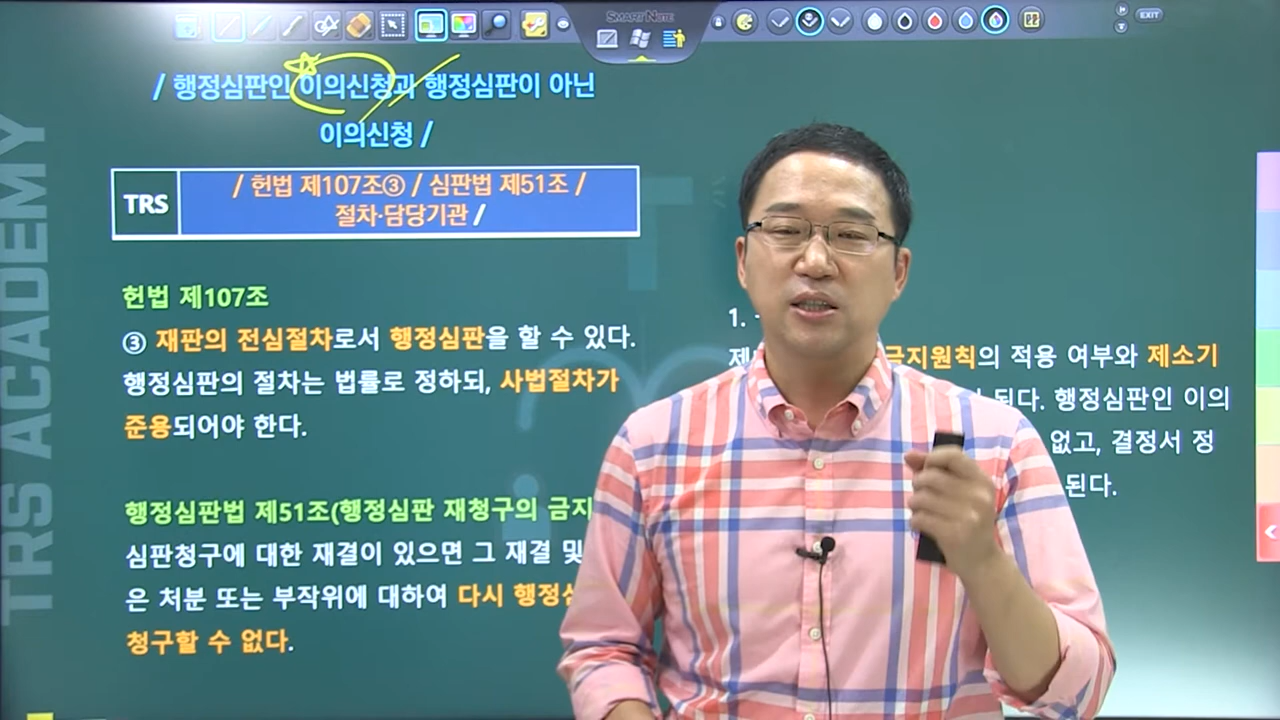 SMART NOTE
EXIT
/ 행정심판인 이의신청과 행정심판이 아닌
이의신청 /
TRS
/ 헌법 제107조③ / 심판법 제51조 /
절차·담당기관 /
헌법 제107조
③ 재판의 전심절차로서 행정심판을 할 수 있다.
행정심판의 절차는 법률로 정하되, 사법절차가
준용되어야 한다.
행정심판법 제51조(행정심판 재청구의 금지
심판청구에 대한 재결이 있으면 그 재결 및
은 처분 또는 부작위에 대하여 다시 행정심
청구할 수 없다.
1.
금지원칙의 적용 여부와 제소기
된다. 행정심판인 이의
없고, 결정서 정
된다.
TRS ACADEMY